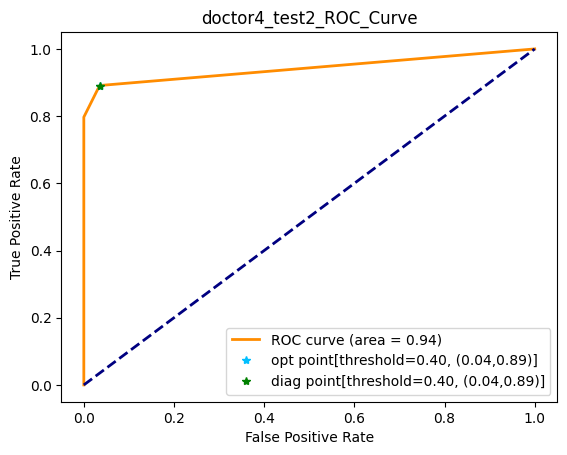 doctor4_test2_ROC_Curve
True Positive Rate
1.0
0.8
0.6
0.4
0.2
0.0
ROC curve (area = 0.94)
opt point[threshold=0.40, (0.04,0.89)]
diag point[threshold=0.40, (0.04,0.89)]
0.0 0.2 0.4 0.6 0.8 1.0
False Positive Rate